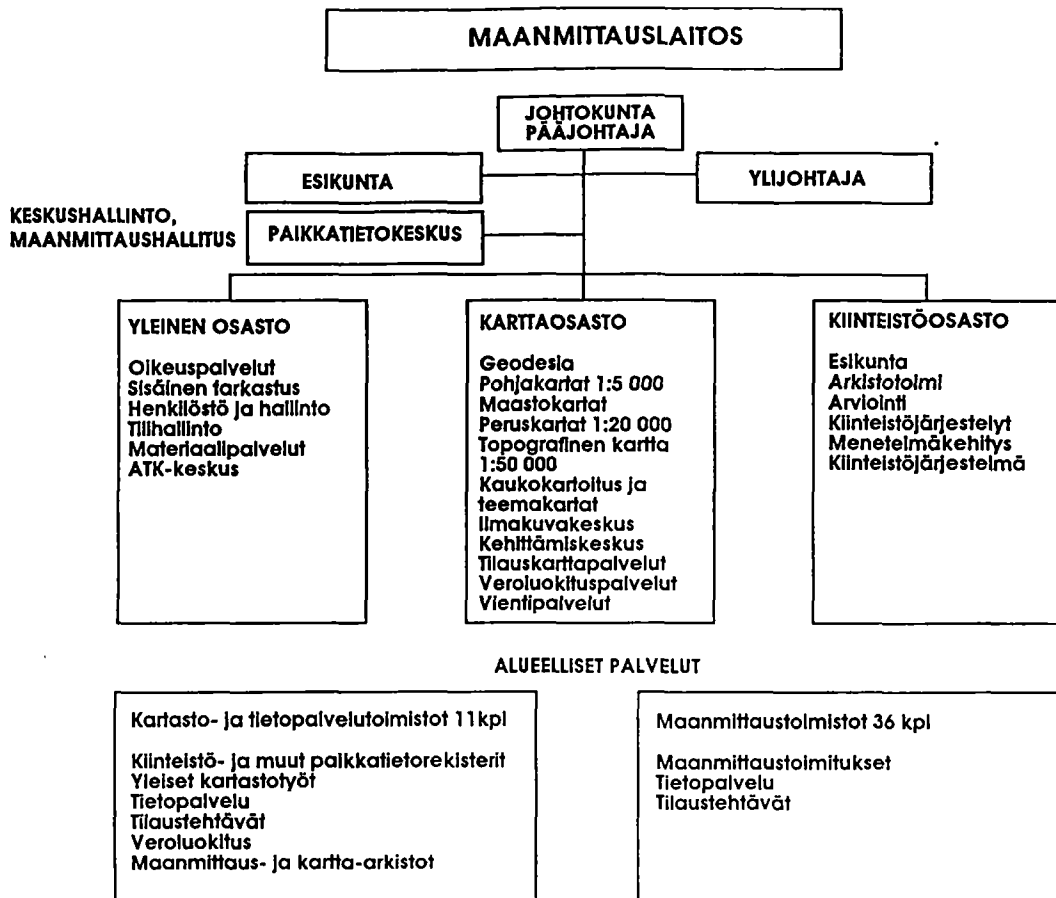 MAANMITTAUSLAITOS
JOHTOKUNTA
PÄÄJOHTAJA
ESIKUNTA
YLIJOHTAJA
KESKUSHALLINTO,
MAANMITTAUSHALLITUS
PAIKKATIETOKESKUS
YLEINEN OSASTO
Oikeuspalvelut
Sisäinen tarkastus
Henkilöstö ja hallinto
Tilihallinto
Materiaalipalvelut
ATK-keskus
KARTTAOSASTO
Geodesia
Pohjakartat 1:5 000
Maastokartat
Peruskartat 1:20 000
Topografinen kartta
1:50 000
Kaukokartoitus ja
teemakartat
Ilmakuvakeskus
Kehittämiskeskus
Tilauskarttapalvelut
Veroluokituspalvelut
Vientipalvelut
KIINTEISTÖOSASTO
Esikunta
Arkistotoimi
Arviointi
Kiinteistöjärjestelyt
Menetelmäkehitys
Kiinteistöjärjestelmä
ALUEELLISET PALVELUT
Kartasto- ja tietopalvelutoimistot 11kpl
Kiinteistö- ja muut paikkatietorekisterit
Yleiset kartastotyöt
Tietopalvelu
Tilaustehtävät
Veroluokitus
Maanmittaus- ja kartta-arkistot
Maanmittaustoimistot 36 kpl
Maanmittaustoimitukset
Tietopalvelu
Tilaustehtävät